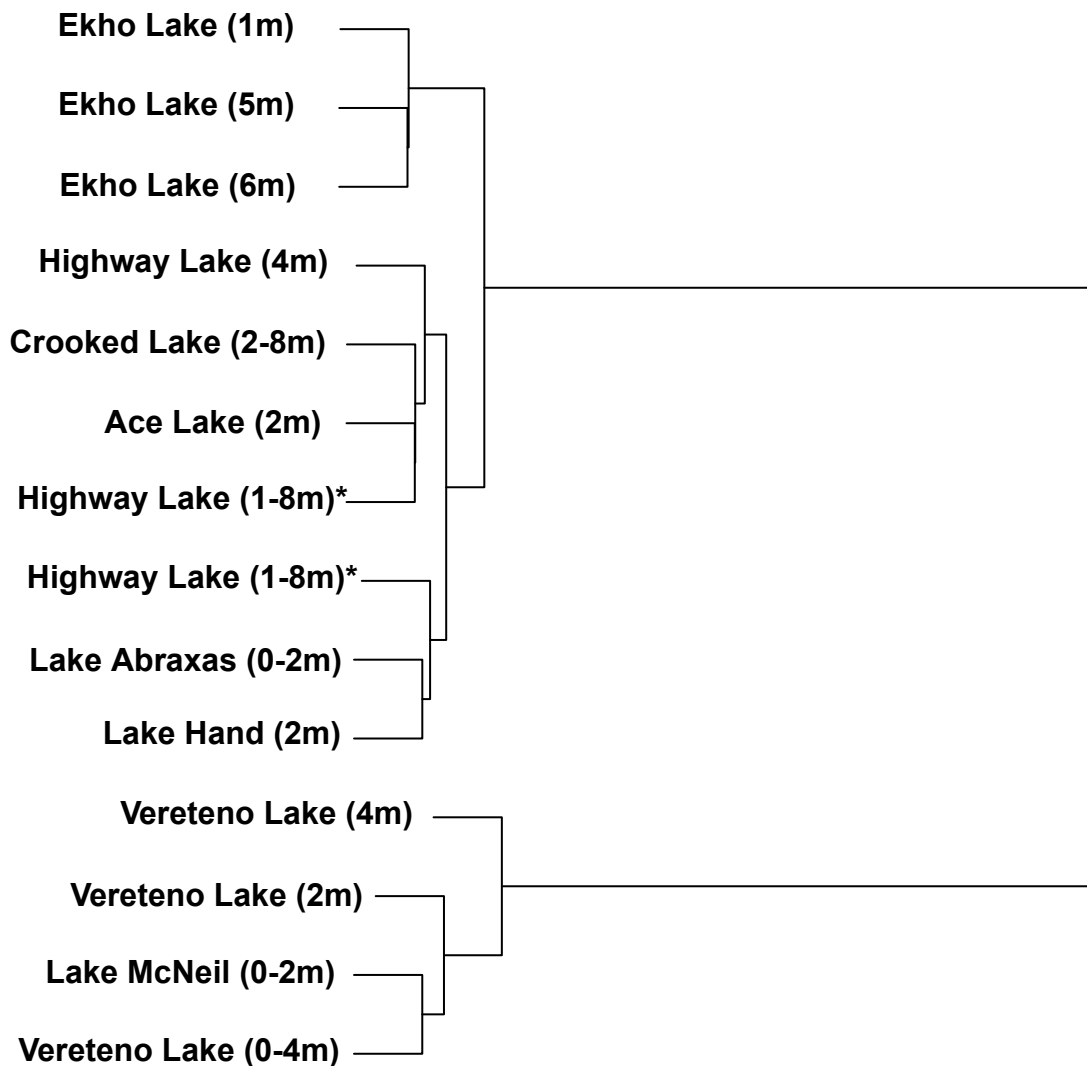 Ekho Lake (1m)
Ekho Lake (5m)
Ekho Lake (6m)
Highway Lake (4m)
Crooked Lake (2-8m)
Ace Lake (2m)
Highway Lake (1-8m)*
Highway Lake (1-8m)*
Lake Abraxas (0-2m)
Lake Hand (2m)
Vereteno Lake (4m)
Vereteno Lake (2m)
Lake McNeil (0-2m)
Vereteno Lake (0-4m)